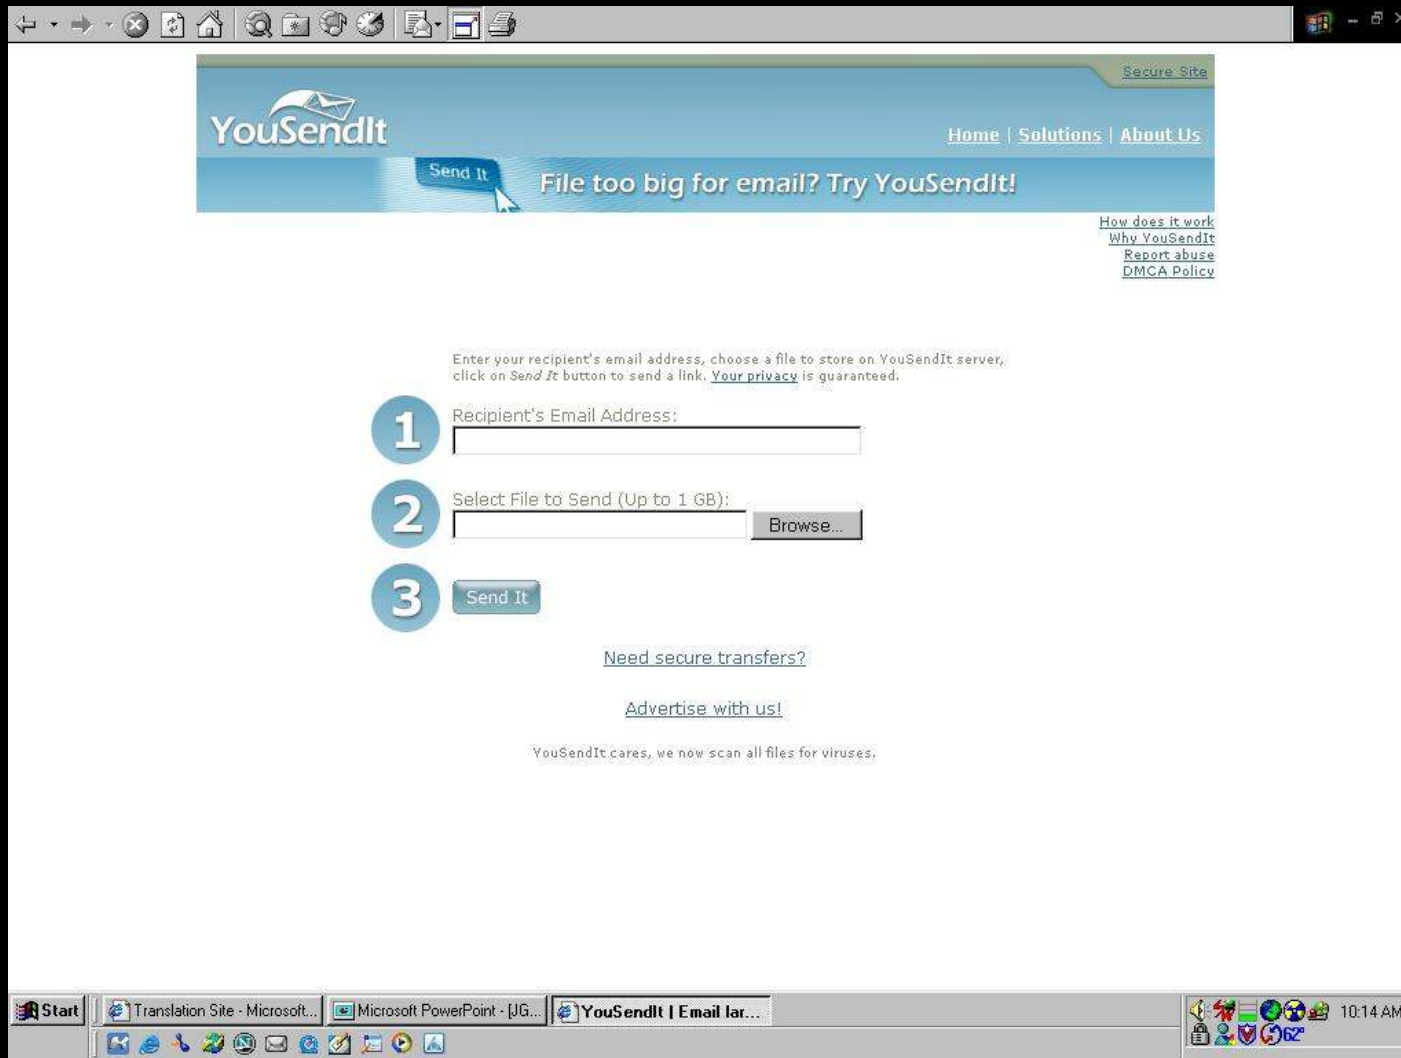 Secure Site
YouSendIt
Home | Solutions | About Us
Send It
File too big for email? Try YouSendIt!
How does it work
Why YouSendIt
Report abuse
DMCA Policy
Enter your recipient's email address, choose a file to store on YouSendIt server,
click on Send It button to send a link. Your privacy is guaranteed.
1
Recipient's Email Address:
2
Select File to Send (Up to 1 GB):
Browse...
3
Send It
Need secure transfers?
Advertise with us!
YouSendIt cares, we now scan all files for viruses.
Start
Translation Site - Microsoft...
Microsoft PowerPoint - [JG...
YouSendIt | Email lar...
10:14 AM
62°